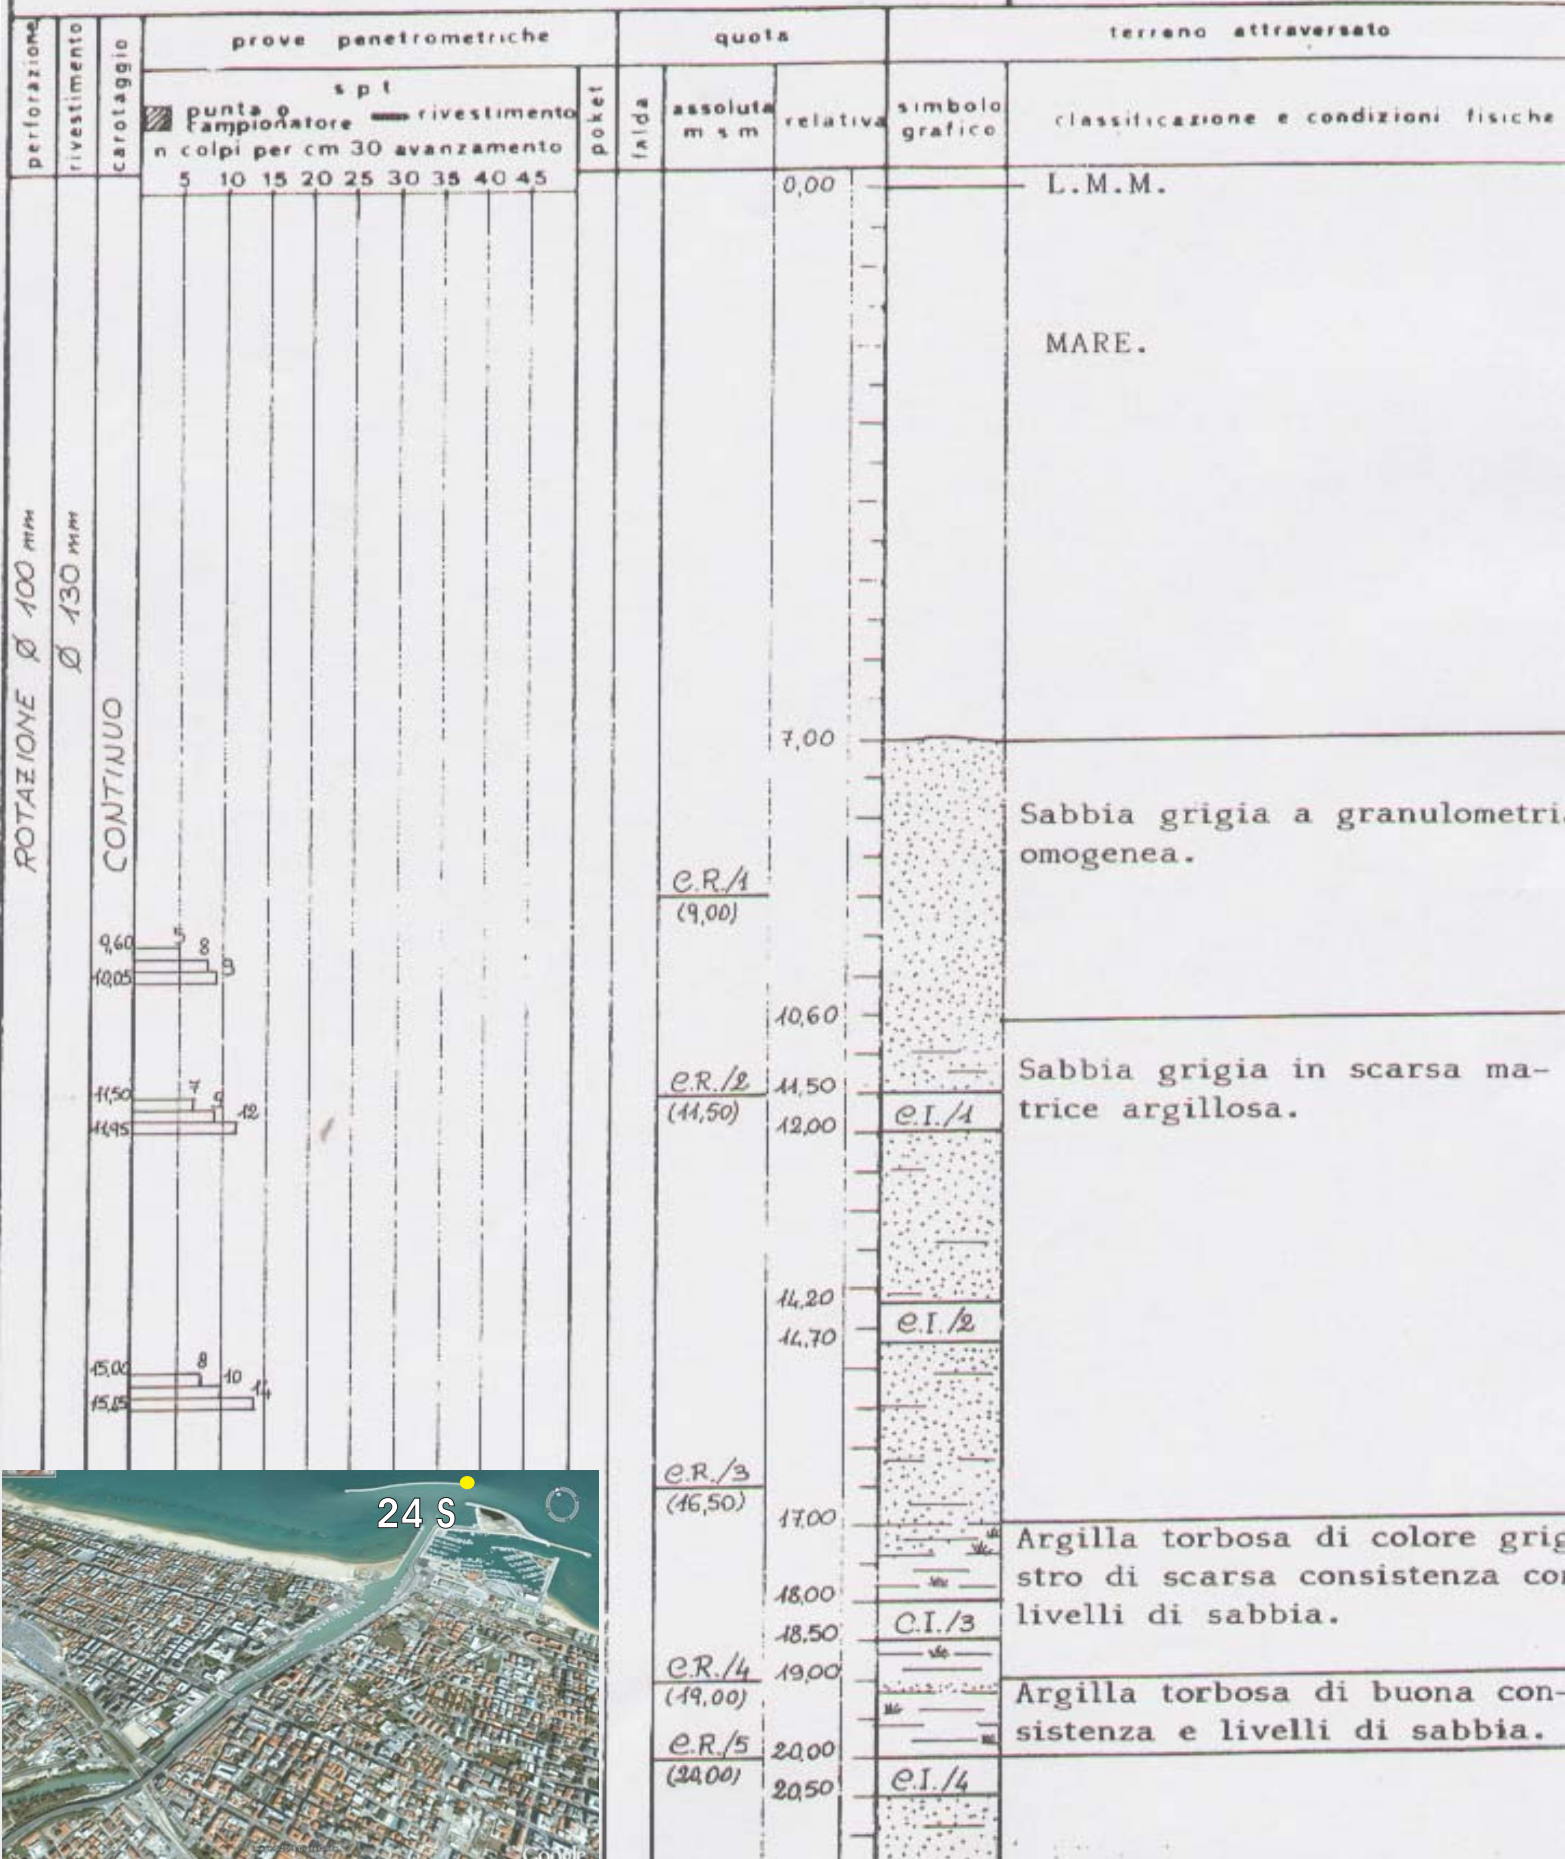 perforazione
rivestimento
carotaggio
prove penetrometriche
spt
punta o campionatore
rivestimento
n colpi per cm 30 avanzamento
5 10 15 20 25 30 35 40 45
poket
falda
quota
assoluta
m s m
relativa
terreno attraversato
simbolo
grafico
classificazione e condizioni fisiche
ROTAZIONE Ø 100 mm
Ø 130 mm
CONTINUO
0,00
L.M.M.
MARE.
7,00
Sabbia grigia a granulometria
omogenea.
C.R./1
(9,00)
9,60
5
8
9
10,05
10,60
Sabbia grigia in scarsa ma-
trice argillosa.
C.R./2
(11,50)
11,50
12,00
C.I./1
11,50
7
9
12
11,95
14,20
14,70
C.I./2
15,00
8
10
14
C.R./3
(16,50)
17,00
Argilla torbosa di colore grig
stro di scarsa consistenza con
livelli di sabbia.
18,00
18.50
C.I./3
C.R./4
(19,00)
19,00
Argilla torbosa di buona con-
sistenza e livelli di sabbia.
C.R./5
(20,00)
20,00
20,50
C.I./4
24 S
Google